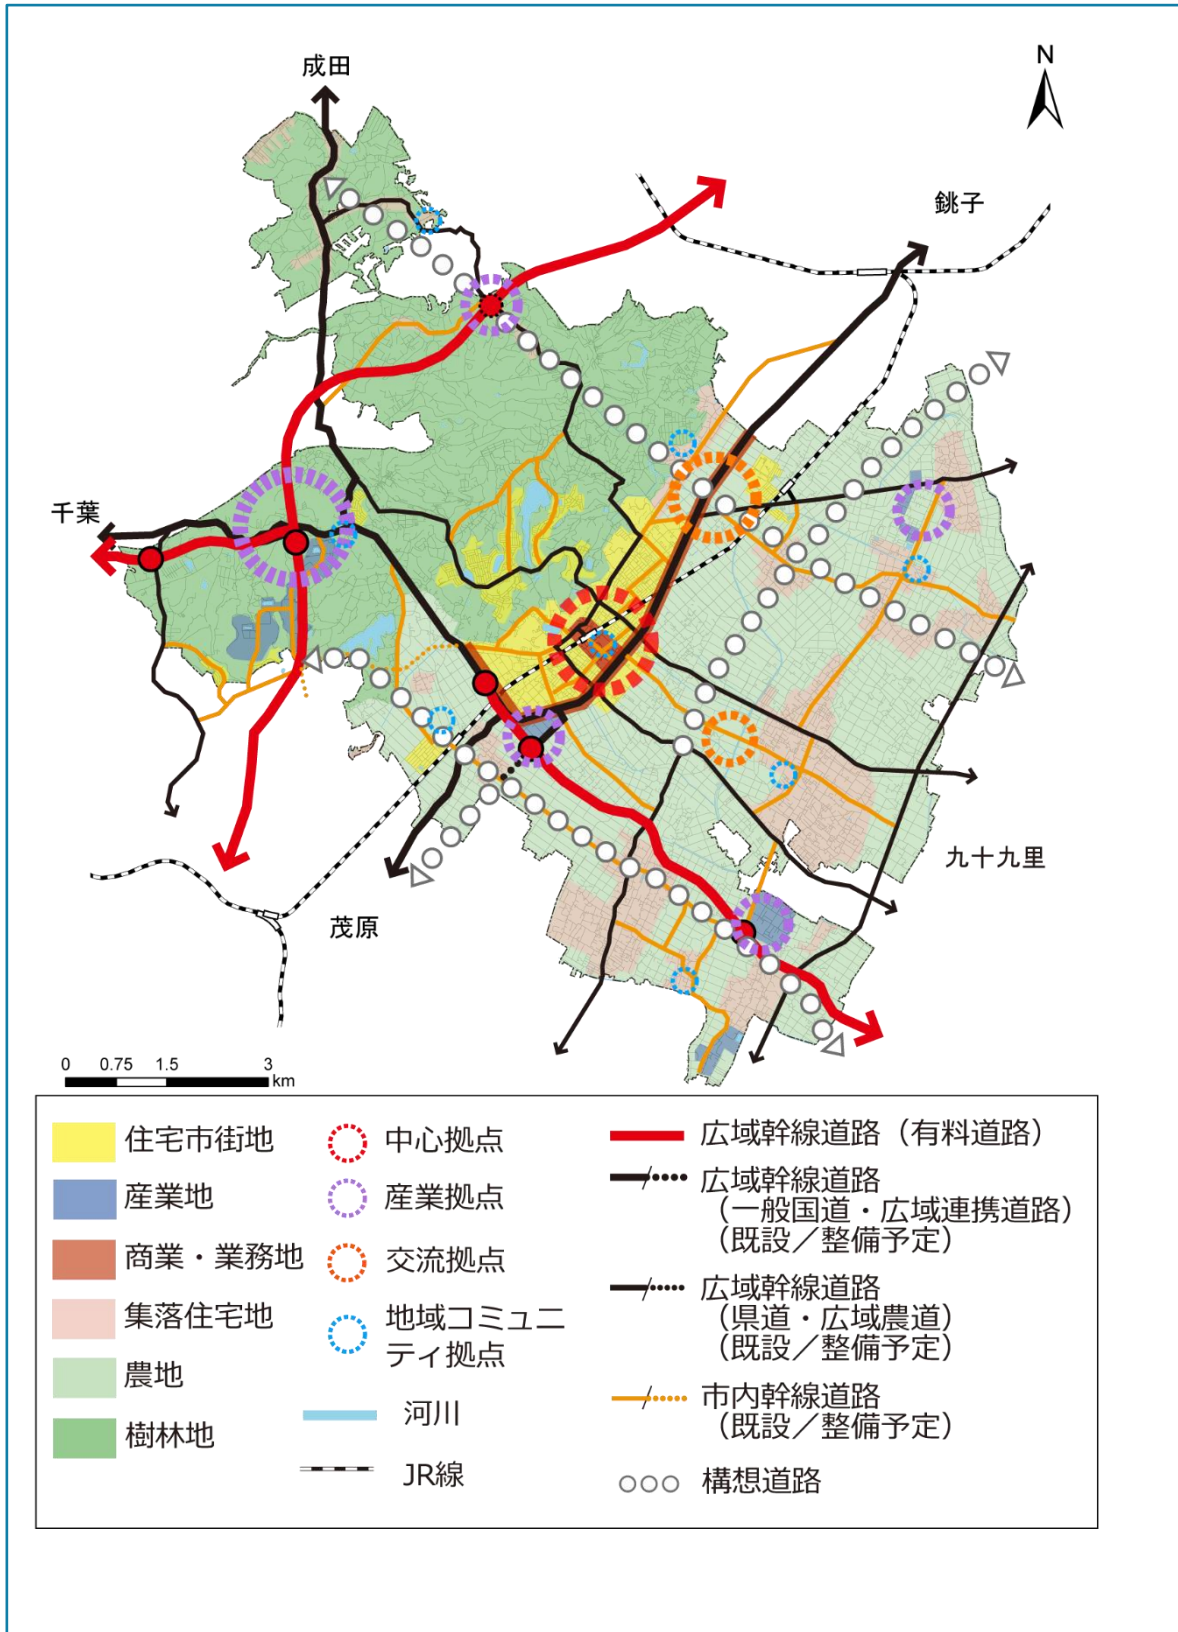 成田
N
銚子
千葉
九十九里
茂原
0 0.75 1.5 3
km
住宅市街地
産業地
商業・業務地
集落住宅地
農地
樹林地
中心拠点
産業拠点
交流拠点
地域コミュニ
ティ拠点
河川
JR線
広域幹線道路（有料道路）
広域幹線道路
（一般国道・広域連携道路）
（既設／整備予定）
広域幹線道路
（県道・広域農道）
（既設／整備予定）
市内幹線道路
（既設／整備予定）
構想道路